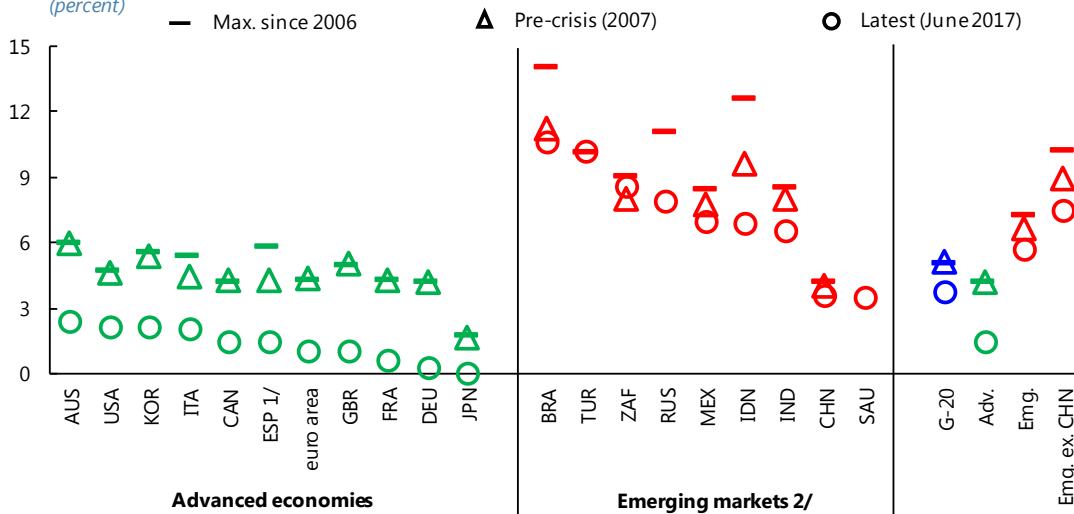 (percent)
Max. since 2006
Pre-crisis (2007)
Latest (June 2017)
15
12
9
6
3
0
AUS
USA
KOR
ITA
CAN
ESP 1/
euro area
GBR
FRA
DEU
JPN
BRA
TUR
ZAF
RUS
MEX
IDN
IND
CHN
SAU
G-20
Adv.
Emg.
Emg. ex. CHN
Advanced economies
Emerging markets 2/